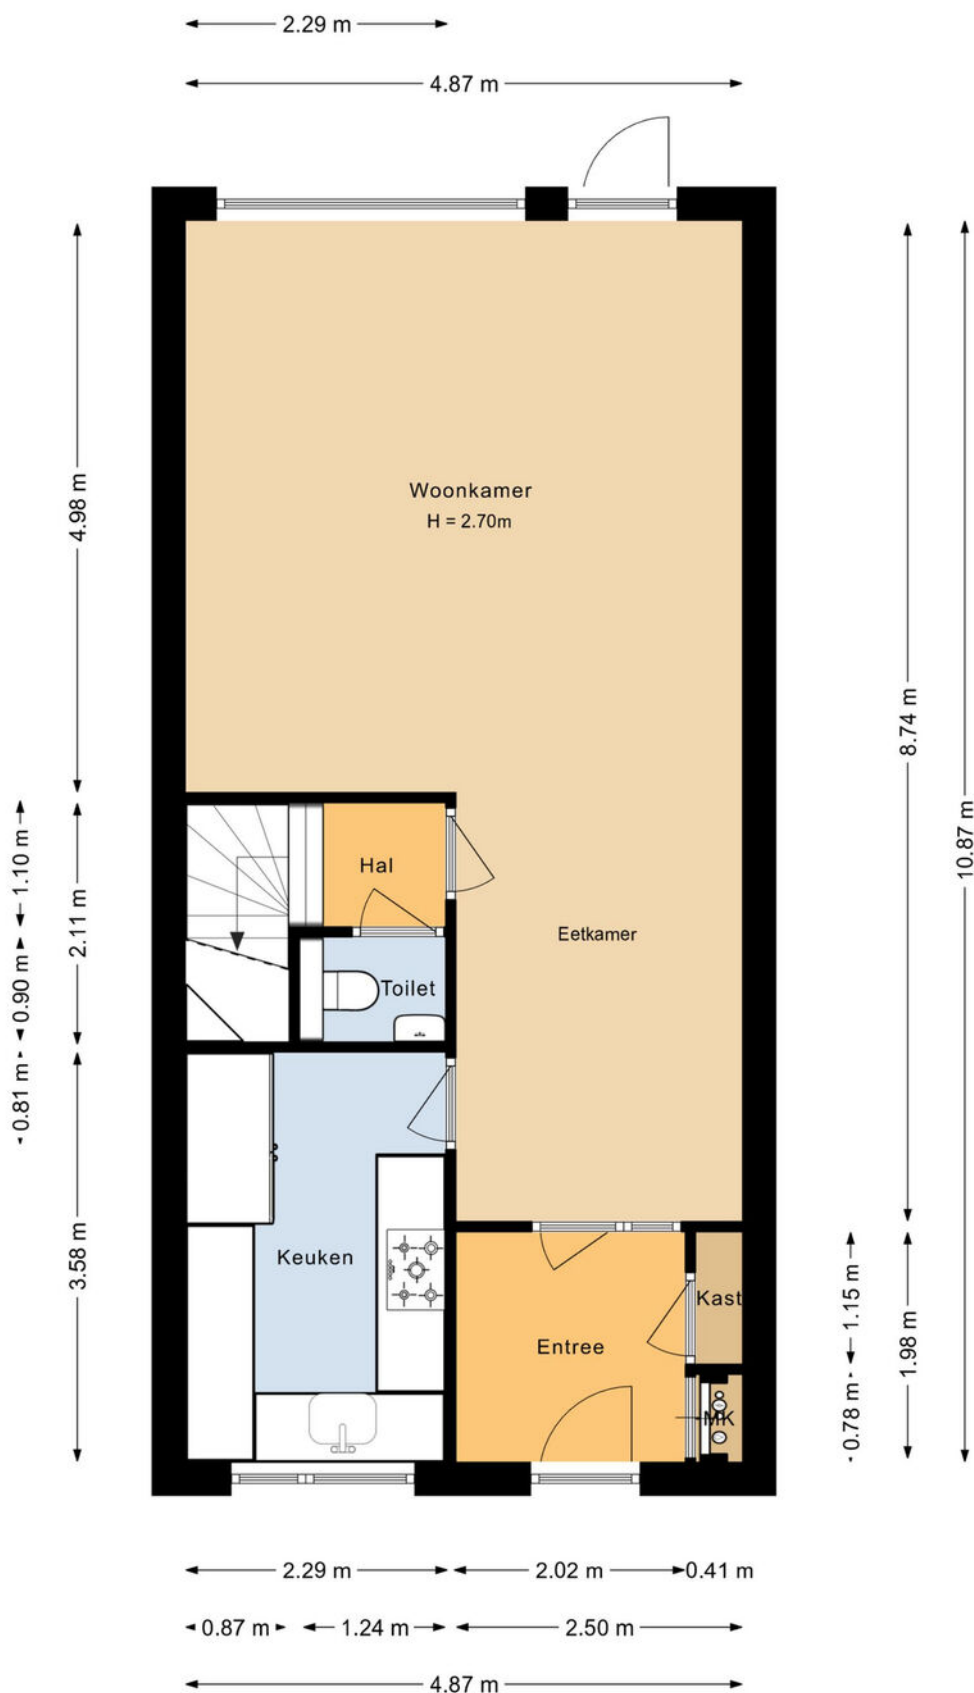 2.29 m
4.87 m
4.98 m
8.74 m
10.87 m
Woonkamer
H = 2.70m
1.10 m
2.11 m
Hal
Eetkamer
0.90 m
Toilet
0.81 m
3.58 m
Keuken
Entree
Kast
MK
1.15 m
1.98 m
0.78 m
2.29 m
2.02 m
0.41 m
0.87 m
1.24 m
2.50 m
4.87 m